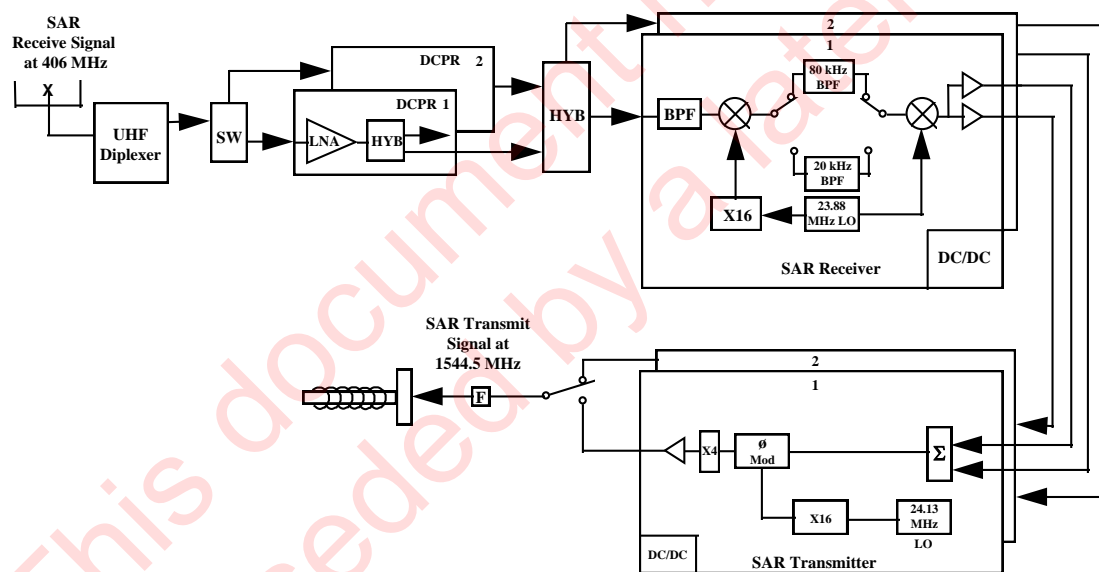 SAR
Receive Signal
at 406 MHz
X
UHF
Diplexer
SW
DCPR 2
DCPR 1
LNA
HYB
HYB
2
1
BPF
80 kHz
BPF
20 kHz
BPF
X16
23.88
MHz LO
DC/DC
SAR Receiver
SAR Transmit
Signal at
1544.5 MHz
F
2
1
X4
ø
Mod
Σ
X16
24.13
MHz
LO
DC/DC
SAR Transmitter
This document h
seded by a late